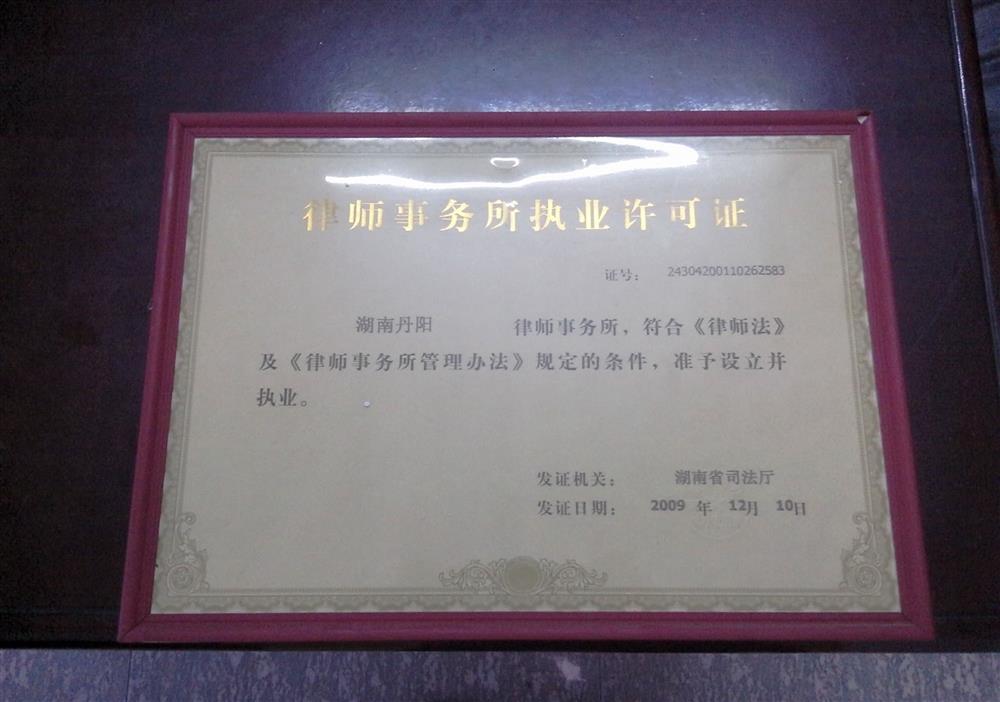 律师事务所执业许可证
证号： 24304200110262583
湖南丹阳 律师事务所，符合《律师法》
及《律师事务所管理办法》规定的条件，准予设立并
执业。
发证机关： 湖南省司法厅
发证日期： 2009 年 12月 10日